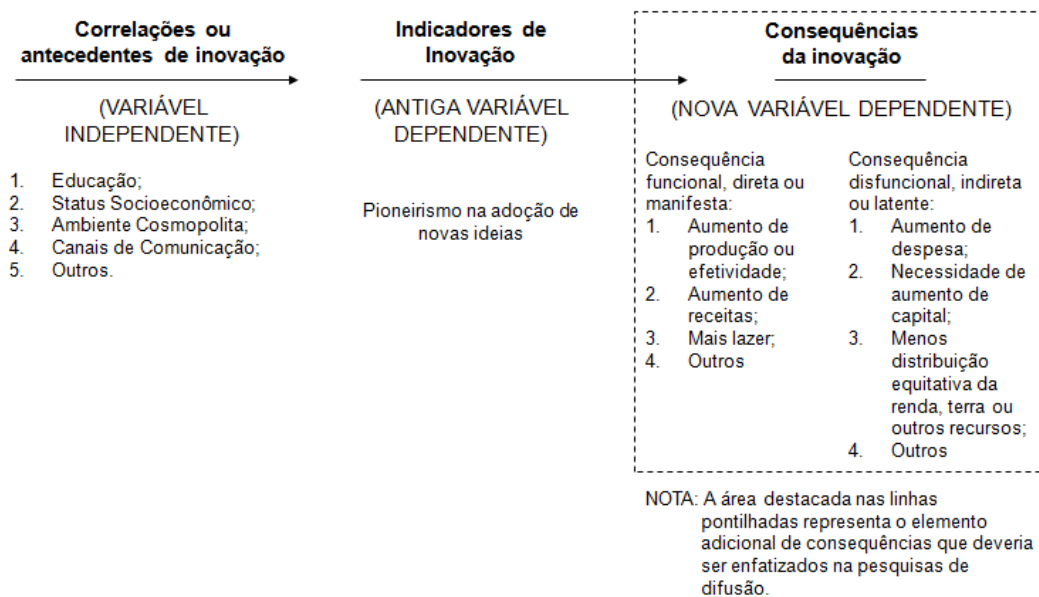 Correlações ou
antecedentes de inovação
(VARIÁVEL
INDEPENDENTE)
1. Educação;
2. Status Socioeconômico;
3. Ambiente Cosmopolita;
4. Canais de Comunicação;
5. Outros.
Indicadores de
Inovação
(ANTIGA VARIÁVEL
DEPENDENTE)
Pioneirismo na adoção de
novas ideias
Consequências
da inovação
(NOVA VARIÁVEL DEPENDENTE)
Consequência
funcional, direta ou
manifesta:
1. Aumento de
produção ou
efetividade;
2. Aumento de
receitas;
3. Mais lazer;
4. Outros
Consequência
disfuncional, indireta
ou latente:
1. Aumento de
despesa;
2. Necessidade de
aumento de
capital;
3. Menos
distribuição
equitativa da
renda, terra ou
outros recursos;
4. Outros
NOTA: A área destacada nas linhas
pontilhadas representa o elemento
adicional de consequências que deveria
ser enfatizados na pesquisas de
difusão.